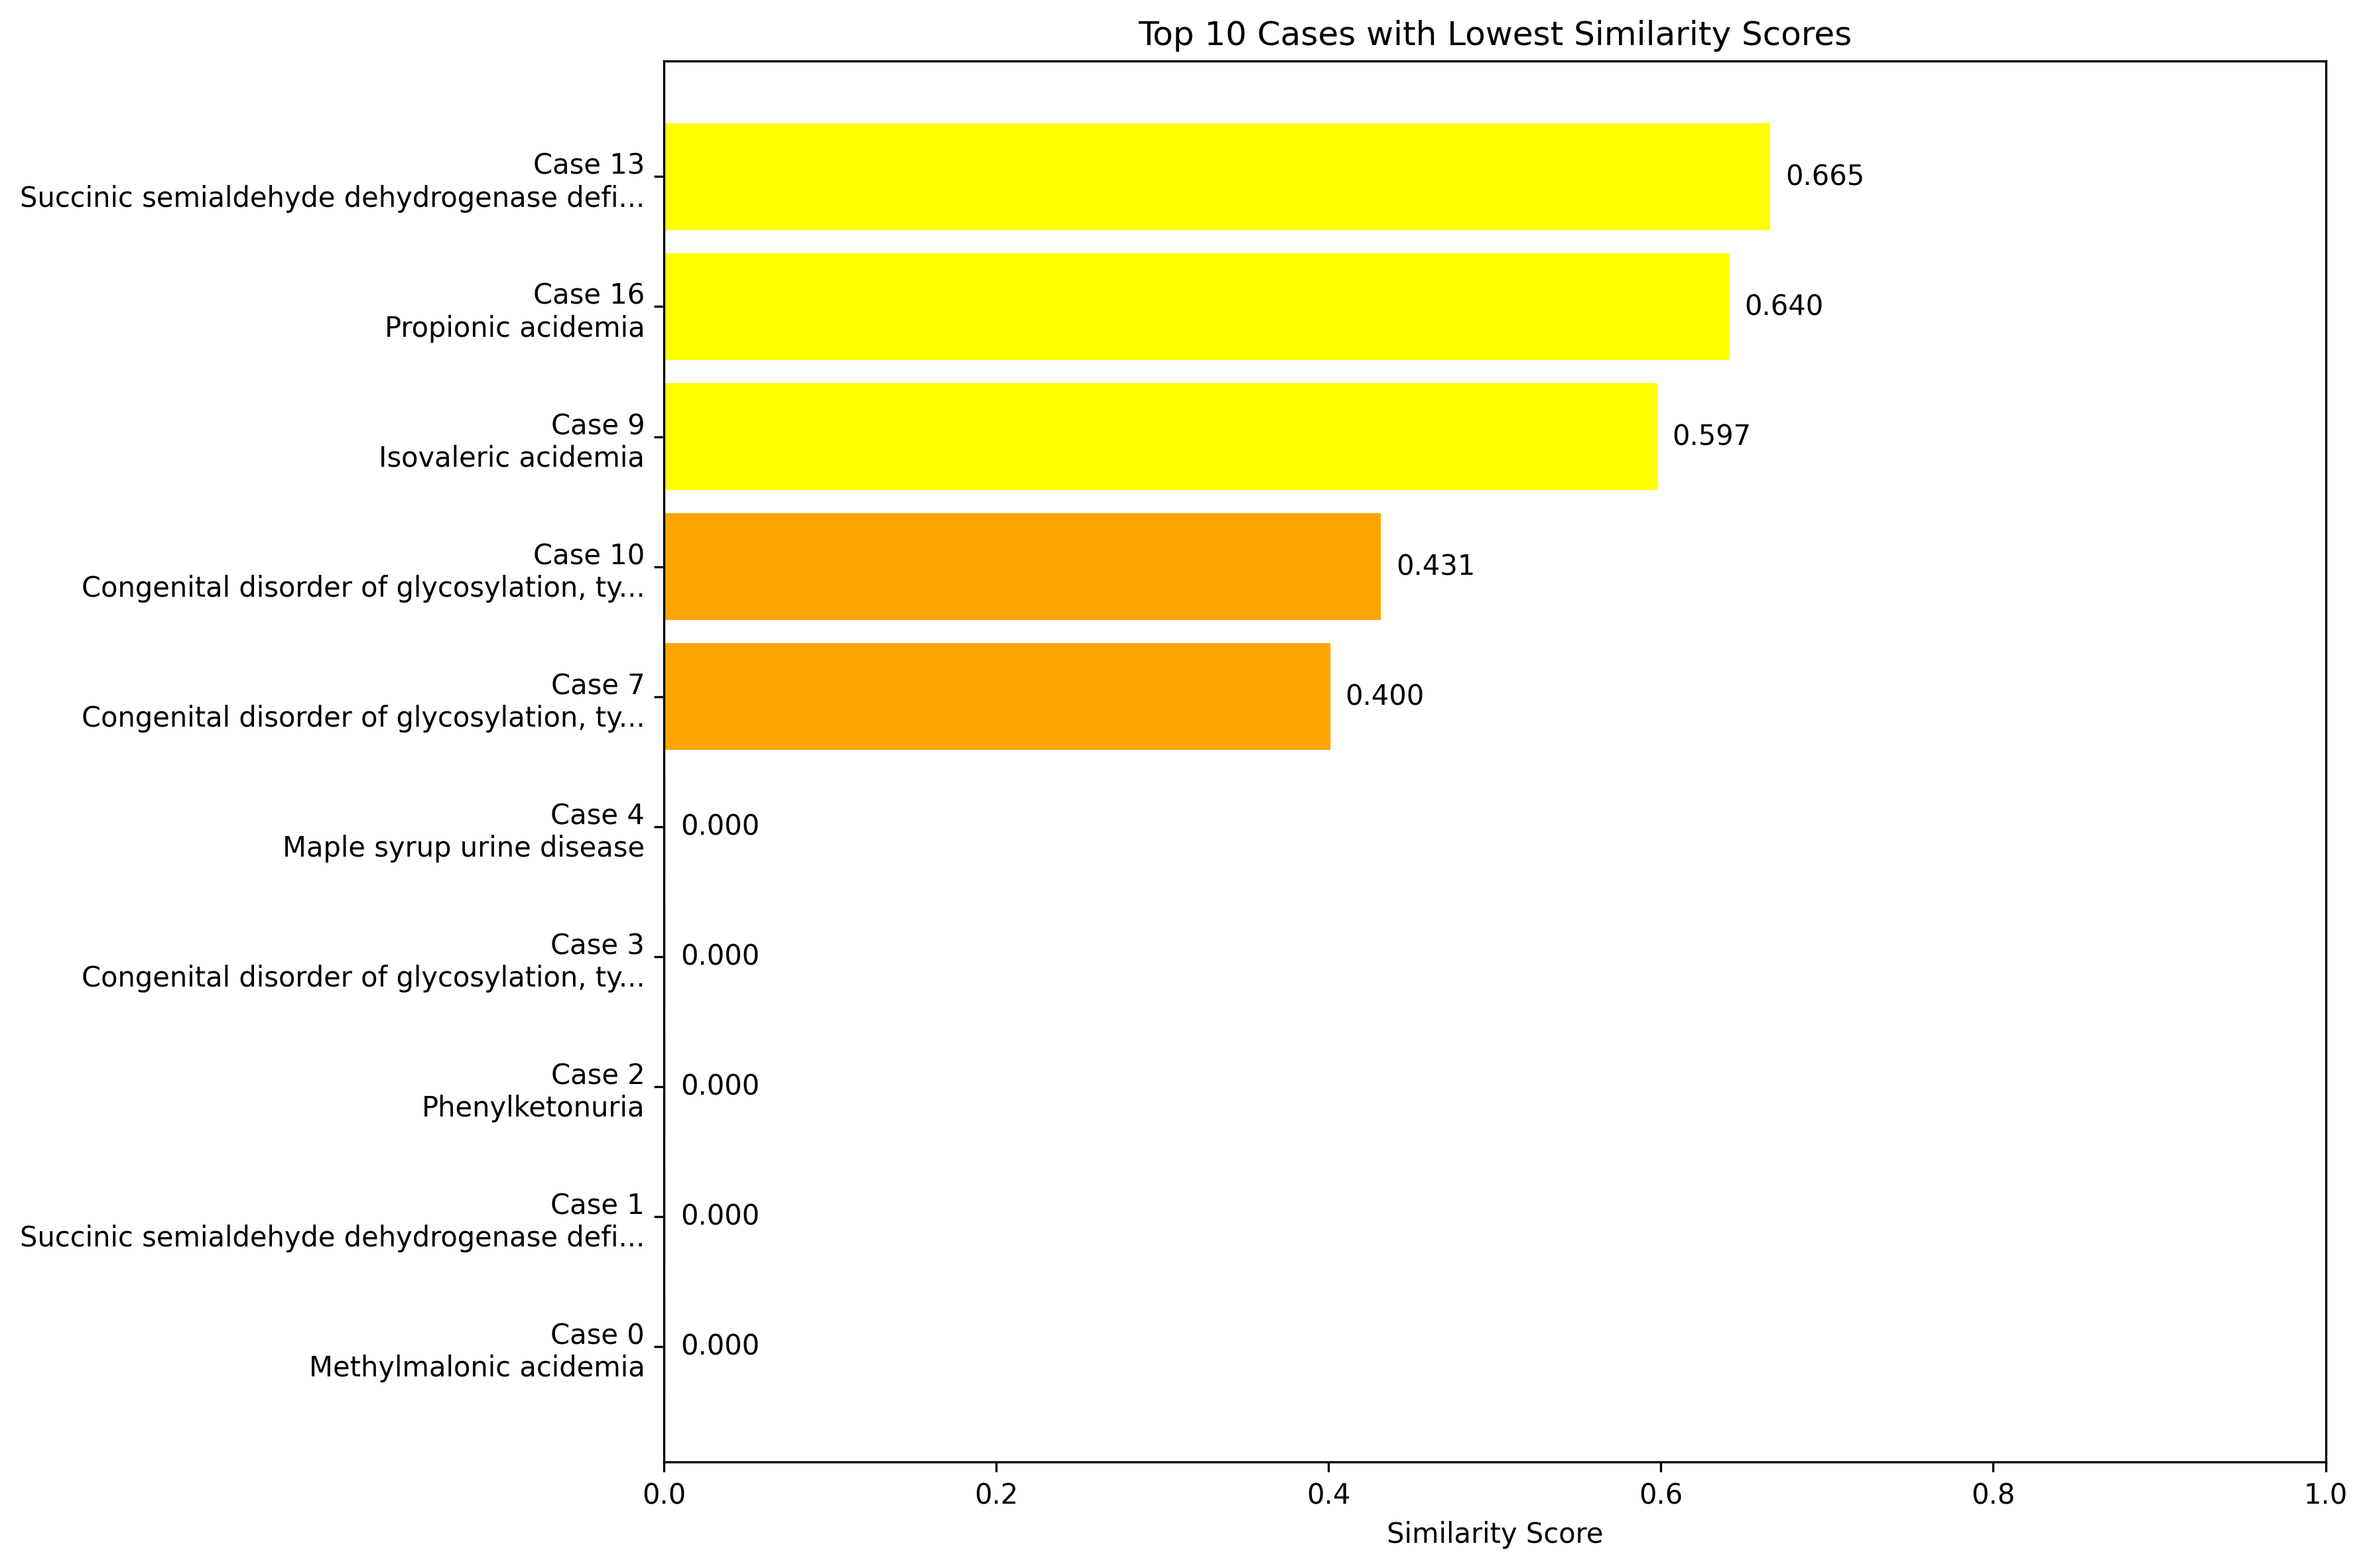 Top 10 Cases with Lowest Similarity Scores
Case 13
Succinic semialdehyde dehydrogenase defi...
0.665
Case 16
Propionic acidemia
0.640
Case 9
Isovaleric acidemia
0.597
Case 10
Congenital disorder of glycosylation, ty...
0.431
Case 7
Congenital disorder of glycosylation, ty...
0.400
Case 4
Maple syrup urine disease
0.000
Case 3
Congenital disorder of glycosylation, ty...
0.000
Case 2
Phenylketonuria
0.000
Case 1
Succinic semialdehyde dehydrogenase defi...
0.000
Case 0
Methylmalonic acidemia
0.000
0.0 0.2 0.4 0.6 0.8 1.0
Similarity Score